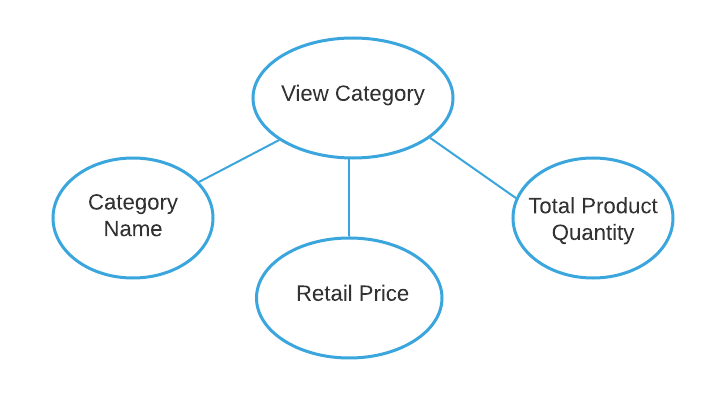 View Category
Category
Name
Total Product
Quantity
Retail Price